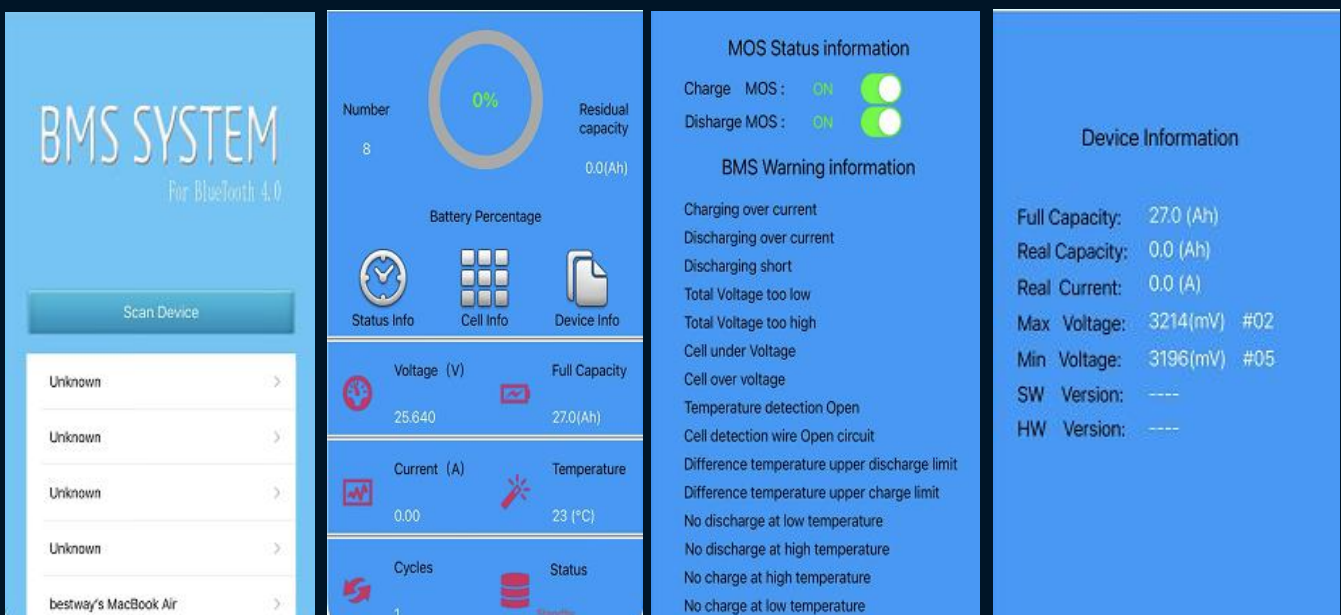 BMS SYSTEM
For BlueTooth 4.0
Scan Device
Unknown
Unknown
Unknown
Unknown
bestway's MacBook Air
0%
Number
8
Residual
capacity
0.0(Ah)
Battery Percentage
Status Info
Cell Info
Device Info
Voltage (V)
25.640
Full Capacity
27.0(Ah)
Current (A)
0.00
Temperature
23 (°C)
Cycles
1
Status
MOS Status information
Charge MOS : ON
Disharge MOS : ON
BMS Warning information
Charging over current
Discharging over current
Discharging short
Total Voltage too low
Total Voltage too high
Cell under Voltage
Cell over voltage
Temperature detection Open
Cell detection wire Open circuit
Difference temperature upper discharge limit
Difference temperature upper charge limit
No discharge at low temperature
No discharge at high temperature
No charge at high temperature
No charge at low temperature
Device Information
Full Capacity: 27.0 (Ah)
Real Capacity: 0.0 (Ah)
Real Current: 0.0 (A)
Max Voltage: 3214(mV) #02
Min Voltage: 3196(mV) #05
SW Version: ----
HW Version: ----